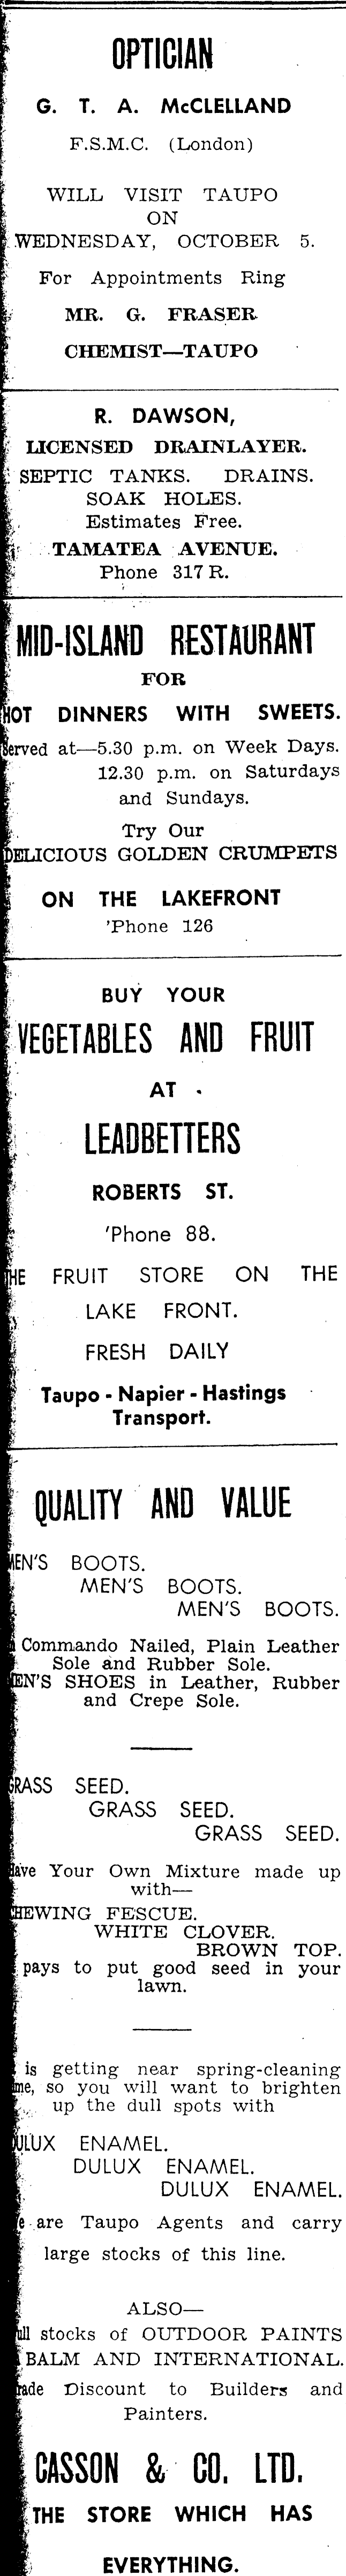 OPTICIAN
G. T. A. McCLELLAND
F.S.M.C. (London)
WILL VISIT TAUPO
ON
WEDNESDAY, OCTOBER 5.
For Appointments Ring
MR. G. FRASER
CHEMIST—TAUPO
R. DAWSON,
LICENSED DRAINLAYER.
SEPTIC TANKS. DRAINS.
SOAK HOLES.
Estimates Free.
TAMATEA AVENUE.
Phone 317 R.
MID-ISLAND RESTAURANT
FOR
HOT DINNERS WITH SWEETS.
Served at—5.30 p.m. on Week Days.
12.30 p.m. on Saturdays
and Sundays.
Try Our
DELICIOUS GOLDEN CRUMPETS
ON THE LAKEFRONT
'Phone 126
BUY YOUR
VEGETABLES AND FRUIT
AT
LEADBETTERS
ROBERTS ST.
'Phone 88.
THE FRUIT STORE ON THE
LAKE FRONT.
FRESH DAILY
Taupo - Napier - Hastings
Transport.
QUALITY AND VALUE
MEN'S BOOTS.
MEN'S BOOTS.
MEN'S BOOTS.
Commando Nailed, Plain Leather
Sole and Rubber Sole.
MEN'S SHOES in Leather, Rubber
and Crepe Sole.
GRASS SEED.
GRASS SEED.
GRASS SEED.
Have Your Own Mixture made up
with—
CHEWING FESCUE.
WHITE CLOVER.
BROWN TOP.
pays to put good seed in your
lawn.
is getting near spring-cleaning
me, so you will want to brighten
up the dull spots with
DULUX ENAMEL.
DULUX ENAMEL.
DULUX ENAMEL.
e are Taupo Agents and carry
large stocks of this line.
ALSO—
ull stocks of OUTDOOR PAINTS
BALM AND INTERNATIONAL.
rade Discount to Builders and
Painters.
CASSON & CO. LTD.
THE STORE WHICH HAS
EVERYTHING.